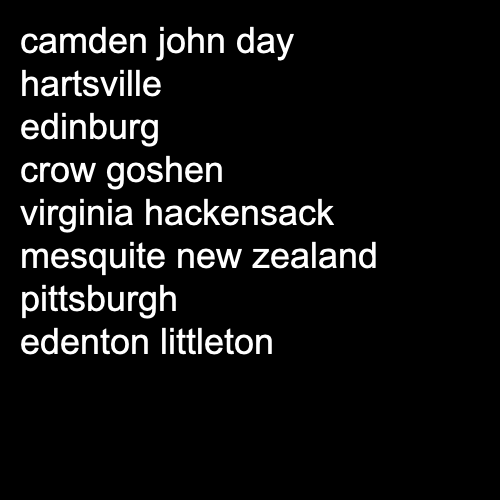 camden john day
hartsville
edinburg
crow goshen
virginia hackensack
mesquite new zealand
pittsburgh
edenton littleton